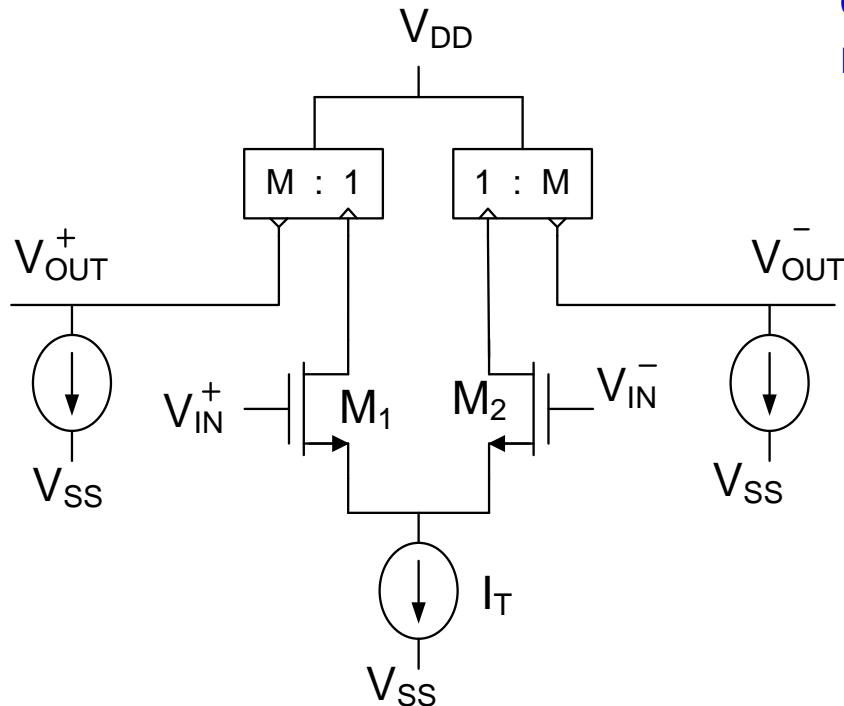 V_DD
M : 1
1 : M
V_OUT^+
V_OUT^-
V_IN^+
M_1
M_2
V_IN^-
V_SS
V_SS
I_T
V_SS